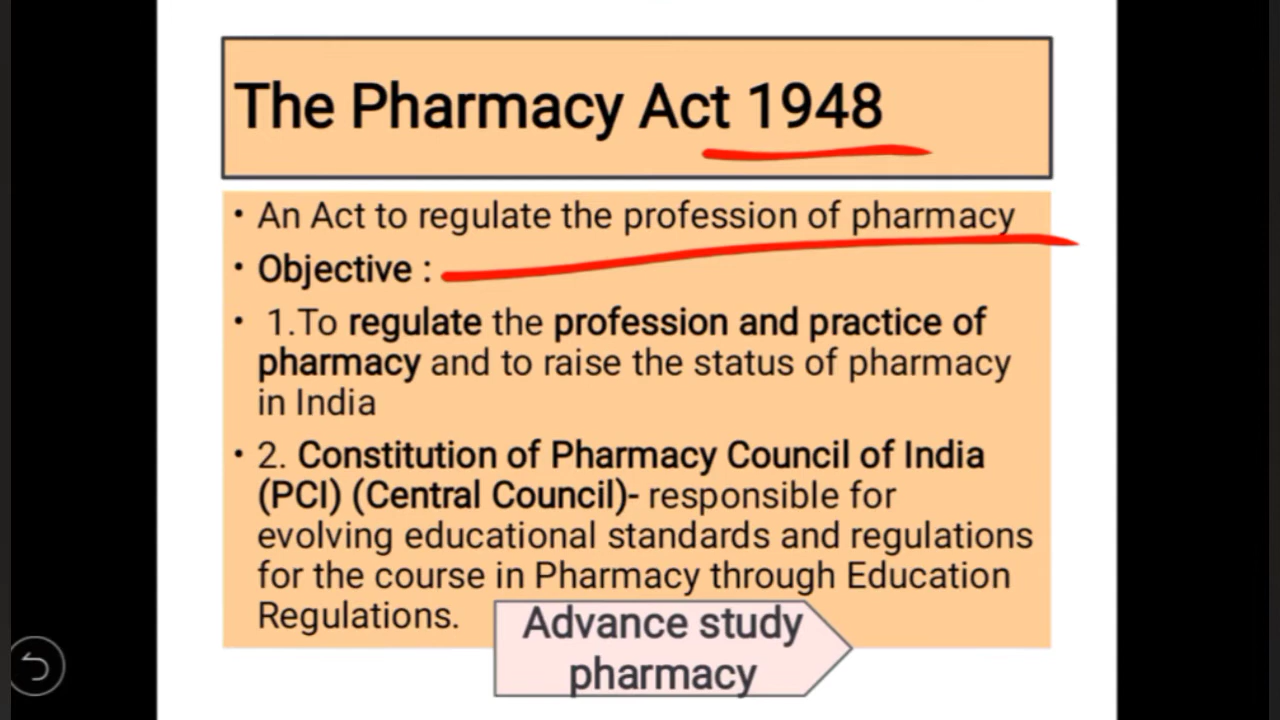 The Pharmacy Act 1948
• An Act to regulate the profession of pharmacy
• Objective :
• 1.To regulate the profession and practice of
pharmacy and to raise the status of pharmacy
in India
• 2. Constitution of Pharmacy Council of India
(PCI) (Central Council)- responsible for
evolving educational standards and regulations
for the course in Pharmacy through Education
Regulations.
Advance study
pharmacy